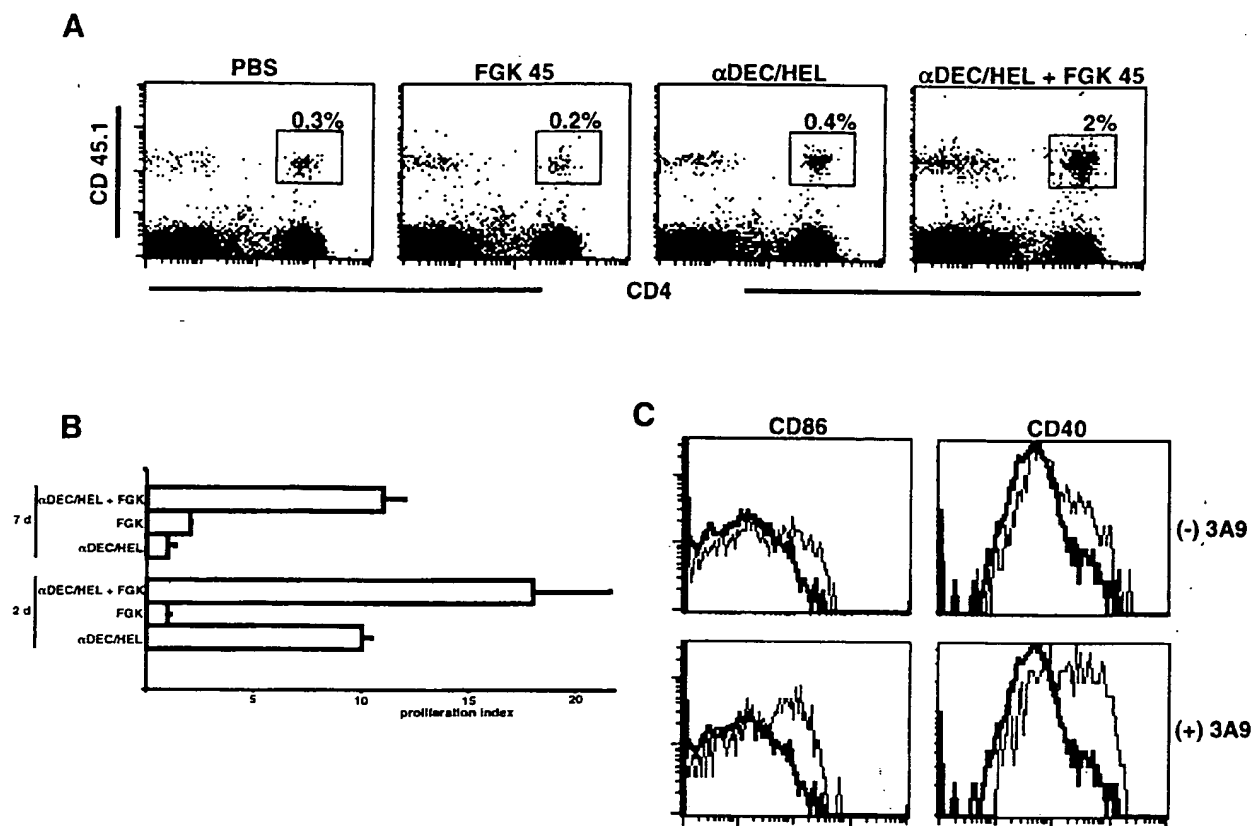 A
PBS
FGK 45
αDEC/HEL
αDEC/HEL + FGK 45
0.3%
0.2%
0.4%
2%
CD 45.1
CD4
B
7 d
αDEC/HEL + FGK
FGK
αDEC/HEL
2 d
αDEC/HEL + FGK
FGK
αDEC/HEL
5
10
15
20
proliferation index
C
CD86
CD40
(-) 3A9
(+) 3A9